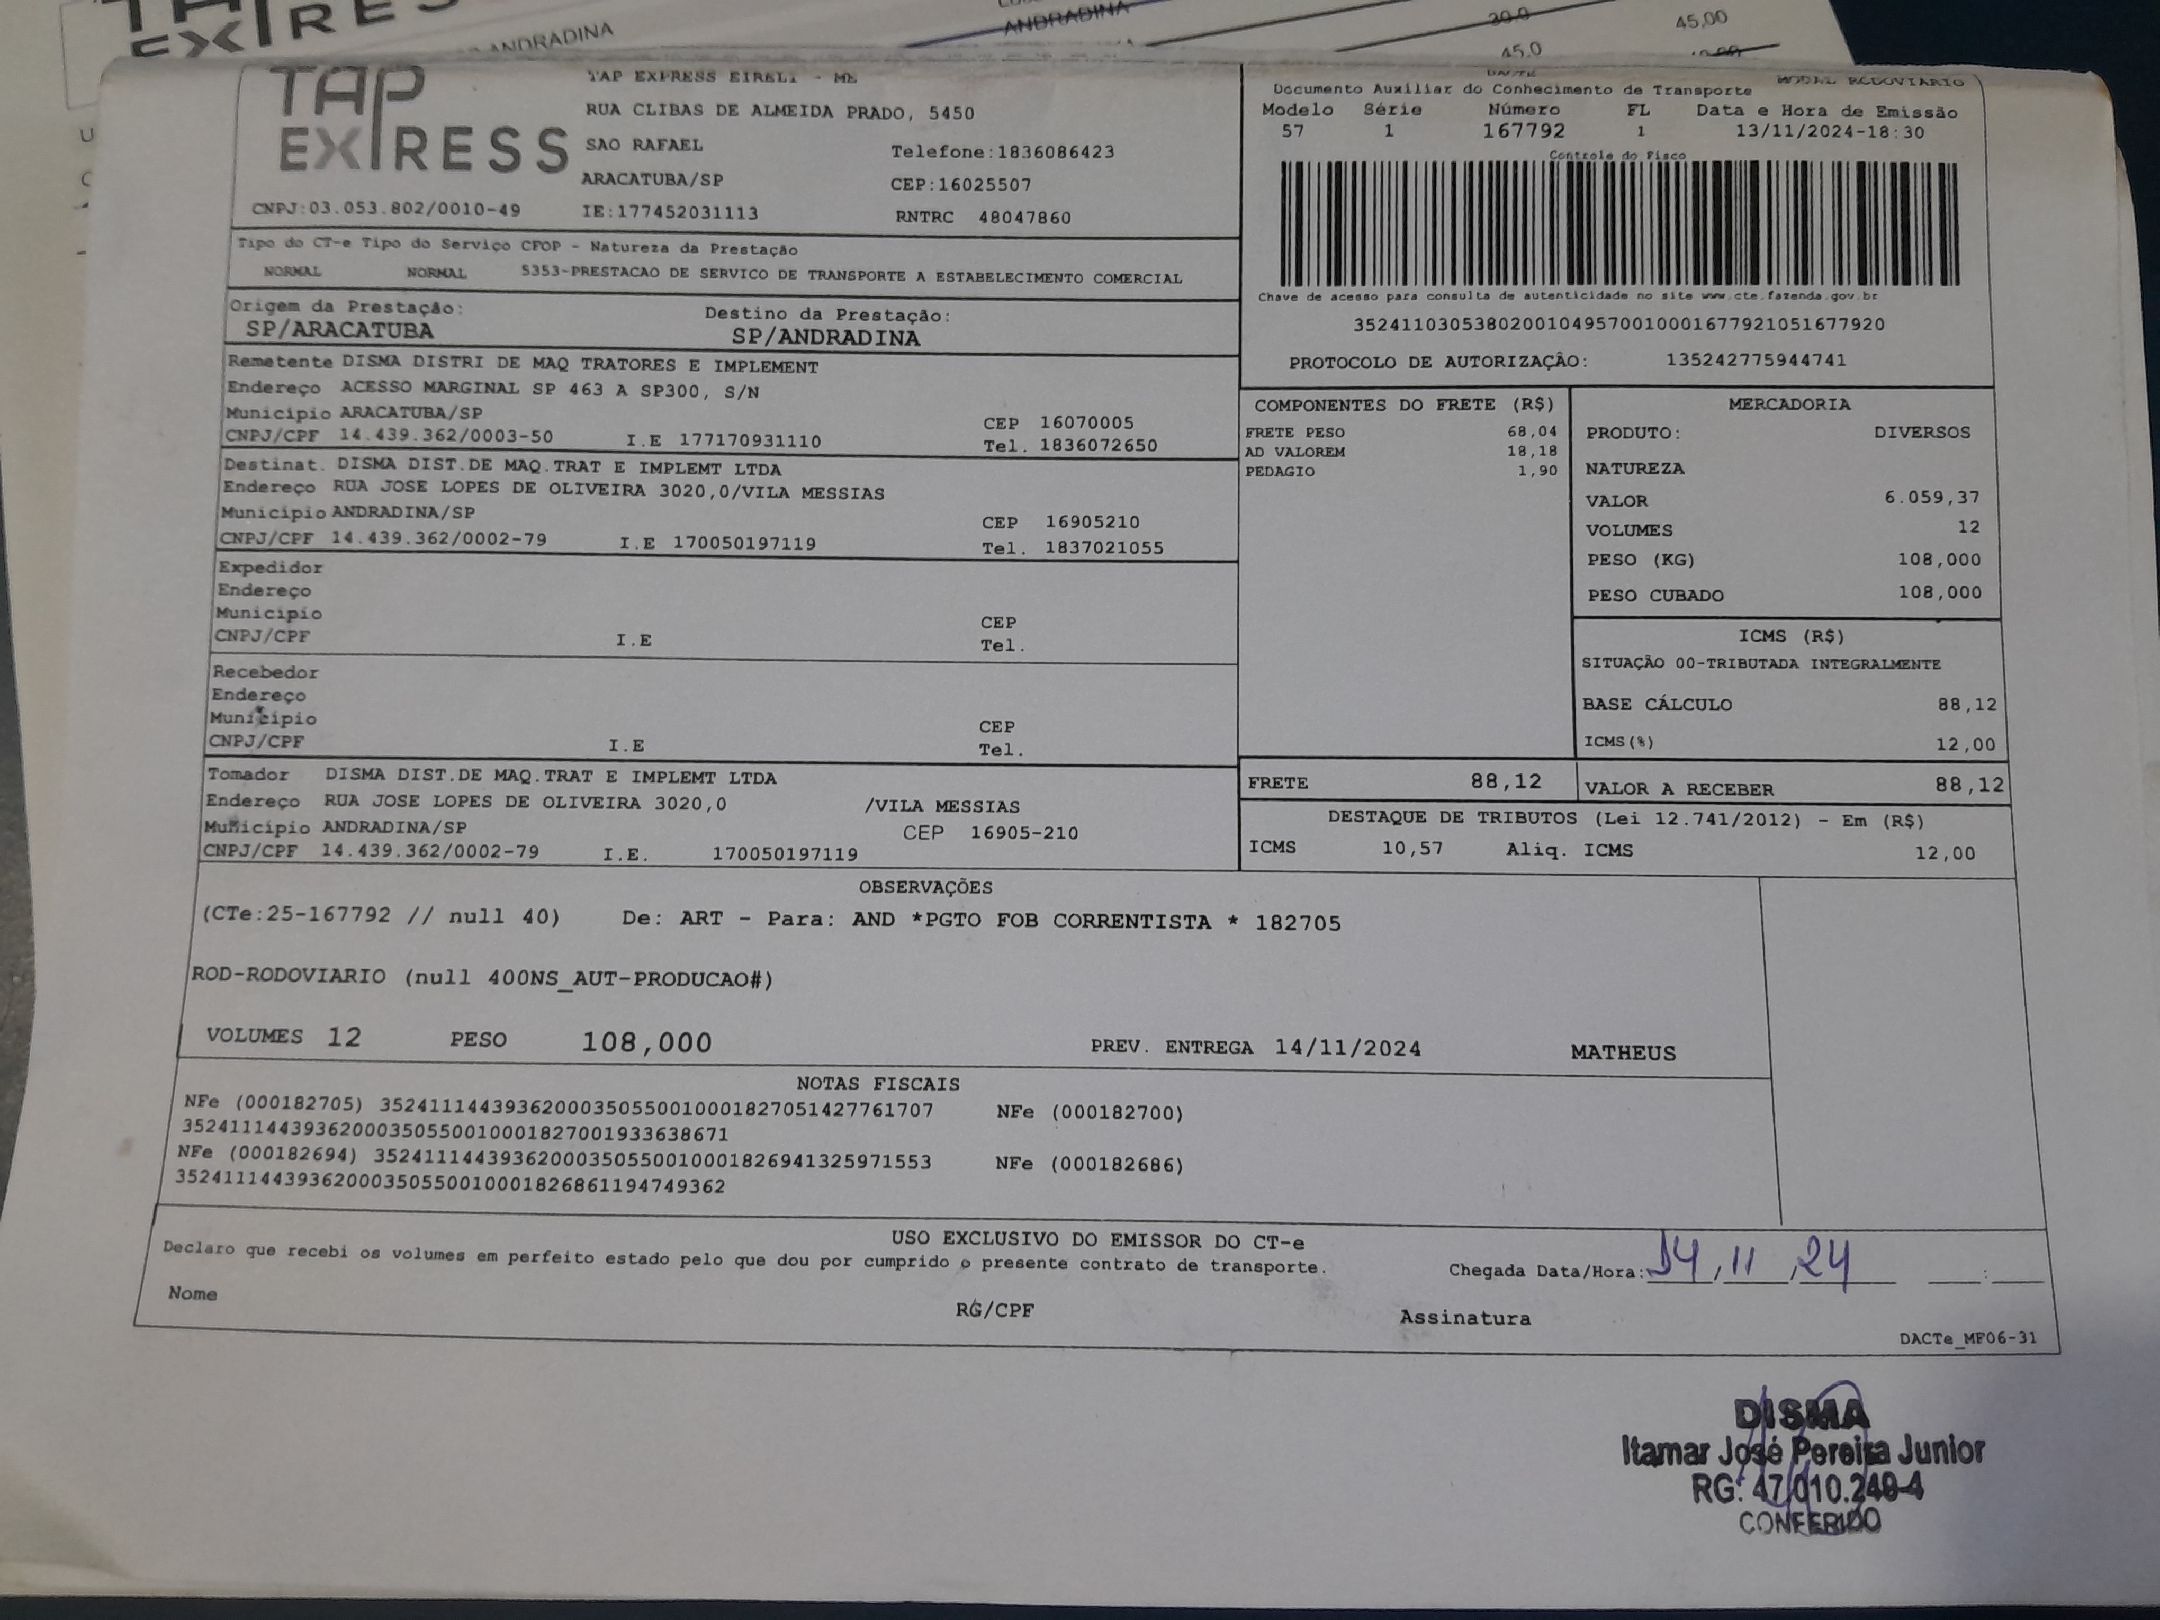 TAP
EXPRESS
ANDRADINA
ANDRADINA
30,0
45,00
45,0
TAP
EXPRESS
TAP EXPRESS EIRELI - ME
RUA CLIBAS DE ALMEIDA PRADO, 5450
SAO RAFAEL
Telefone:1836086423
ARACATUBA/SP
CEP:16025507
CNPJ:03.053.802/0010-49 IE:177452031113 RNTRC 48047860
DACTE MODAL RODOVIARIO
Documento Auxiliar do Conhecimento de Transporte
Modelo Série Número FL Data e Hora de Emissão
57 1 167792 1 13/11/2024-18:30
Controle do Fisco
Chave de acesso para consulta de autenticidade no site www.cte.fazenda.gov.br
35241103053802001049570010001677921051677920
PROTOCOLO DE AUTORIZAÇÃO: 135242775944741
Tipo do CT-e Tipo do Serviço CFOP - Natureza da Prestação
NORMAL NORMAL 5353-PRESTACAO DE SERVICO DE TRANSPORTE A ESTABELECIMENTO COMERCIAL
Origem da Prestação: Destino da Prestação:
SP/ARACATUBA SP/ANDRADINA
Remetente DISMA DISTRI DE MAQ TRATORES E IMPLEMENT
Endereço ACESSO MARGINAL SP 463 A SP300, S/N
Município ARACATUBA/SP CEP 16070005
CNPJ/CPF 14.439.362/0003-50 I.E 177170931110 Tel. 1836072650
Destinat. DISMA DIST.DE MAQ.TRAT E IMPLEMT LTDA
Endereço RUA JOSE LOPES DE OLIVEIRA 3020,0/VILA MESSIAS
Município ANDRADINA/SP CEP 16905210
CNPJ/CPF 14.439.362/0002-79 I.E 170050197119 Tel. 1837021055
Expedidor
Endereço
Município CEP
CNPJ/CPF I.E Tel.
Recebedor
Endereço
Município CEP
CNPJ/CPF I.E Tel.
Tomador DISMA DIST.DE MAQ.TRAT E IMPLEMT LTDA
Endereço RUA JOSE LOPES DE OLIVEIRA 3020,0 /VILA MESSIAS
Município ANDRADINA/SP CEP 16905-210
CNPJ/CPF 14.439.362/0002-79 I.E. 170050197119
COMPONENTES DO FRETE (R$)
FRETE PESO 68,04
AD VALOREM 18,18
PEDAGIO 1,90
MERCADORIA
PRODUTO: DIVERSOS
NATUREZA
VALOR 6.059,37
VOLUMES 12
PESO (KG) 108,000
PESO CUBADO 108,000
ICMS (R$)
SITUAÇÃO 00-TRIBUTADA INTEGRALMENTE
BASE CÁLCULO 88,12
ICMS(%) 12,00
FRETE 88,12 VALOR A RECEBER 88,12
DESTAQUE DE TRIBUTOS (Lei 12.741/2012) - Em (R$)
ICMS 10,57 Aliq. ICMS 12,00
OBSERVAÇÕES
(CTe:25-167792 // null 40) De: ART - Para: AND *PGTO FOB CORRENTISTA * 182705
ROD-RODOVIARIO (null 400NS_AUT-PRODUCAO#)
VOLUMES 12 PESO 108,000 PREV. ENTREGA 14/11/2024 MATHEUS
NOTAS FISCAIS
NFe (000182705) 35241114439362000350550010001827051427761707 NFe (000182700)
35241114439362000350550010001827001933638671
NFe (000182694) 35241114439362000350550010001826941325971553 NFe (000182686)
35241114439362000350550010001826861194749362
USO EXCLUSIVO DO EMISSOR DO CT-e
Declaro que recebi os volumes em perfeito estado pelo que dou por cumprido o presente contrato de transporte.
Chegada Data/Hora: 14,11,24 :
Nome RG/CPF Assinatura
DACTe_MF06-31
DISMA
Itamar José Pereira Junior
RG: 47.010.249-4
CONFERIDO